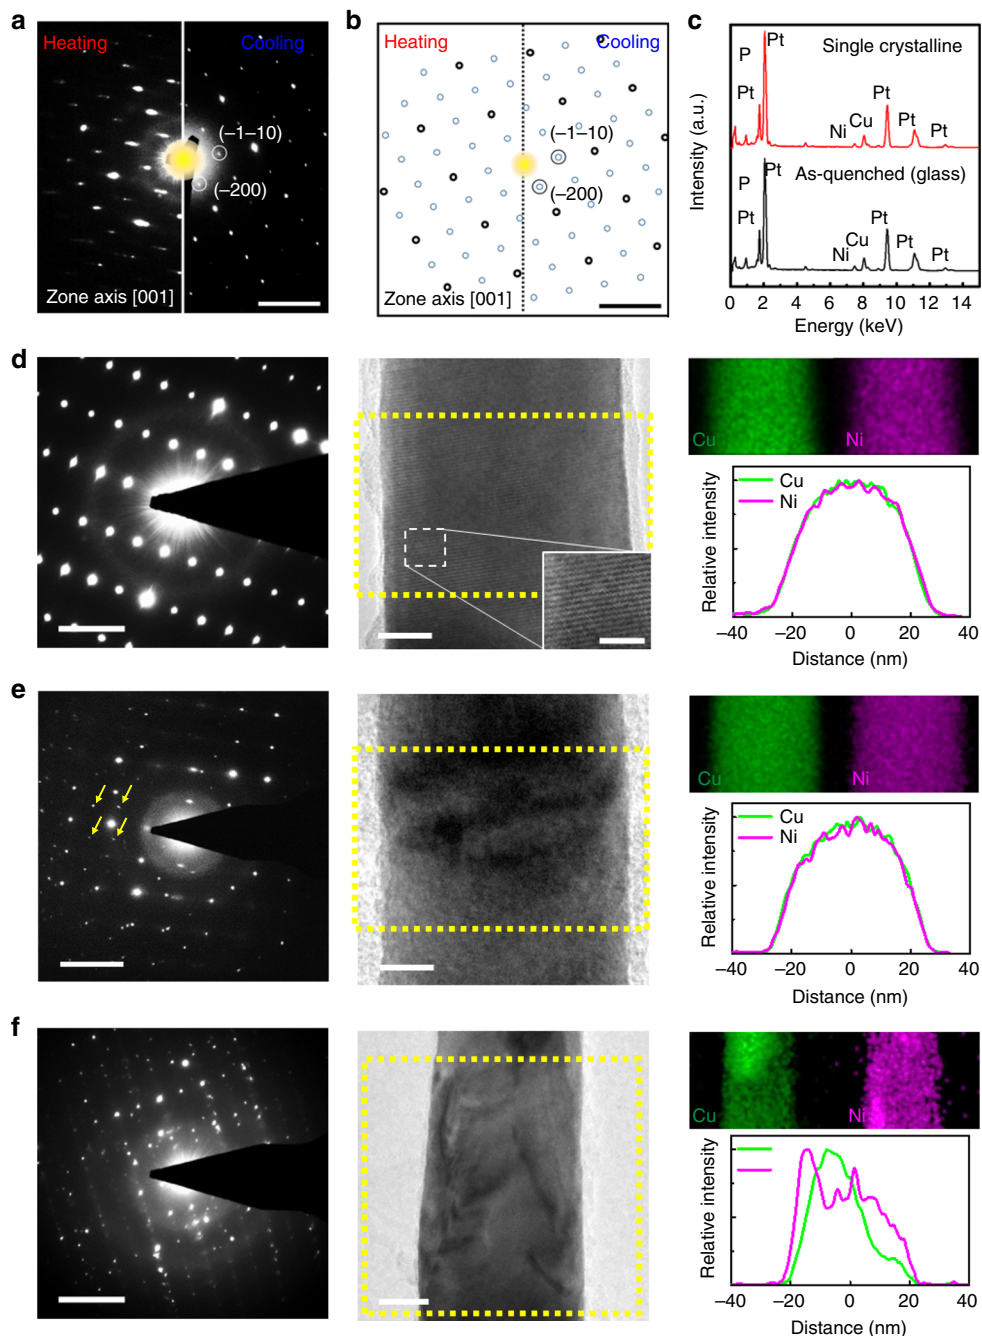 a
Heating
Cooling
(–1–10)
(–200)
Zone axis [001]
b
Heating
Cooling
(–1–10)
(–200)
Zone axis [001]
c
Intensity (a.u.)
Pt
P
Single crystalline
Pt
Pt
Cu
Ni
Pt
Pt
Pt
P
As-quenched (glass)
Pt
Pt
Cu
Ni
Pt
Pt
0 2 4 6 8 10 12 14
Energy (keV)
d
Cu
Ni
Relative intensity
Cu
Ni
–40 –20 0 20 40
Distance (nm)
e
Cu
Ni
Relative intensity
Cu
Ni
–40 –20 0 20 40
Distance (nm)
f
Cu
Ni
Relative intensity
–40 –20 0 20 40
Distance (nm)